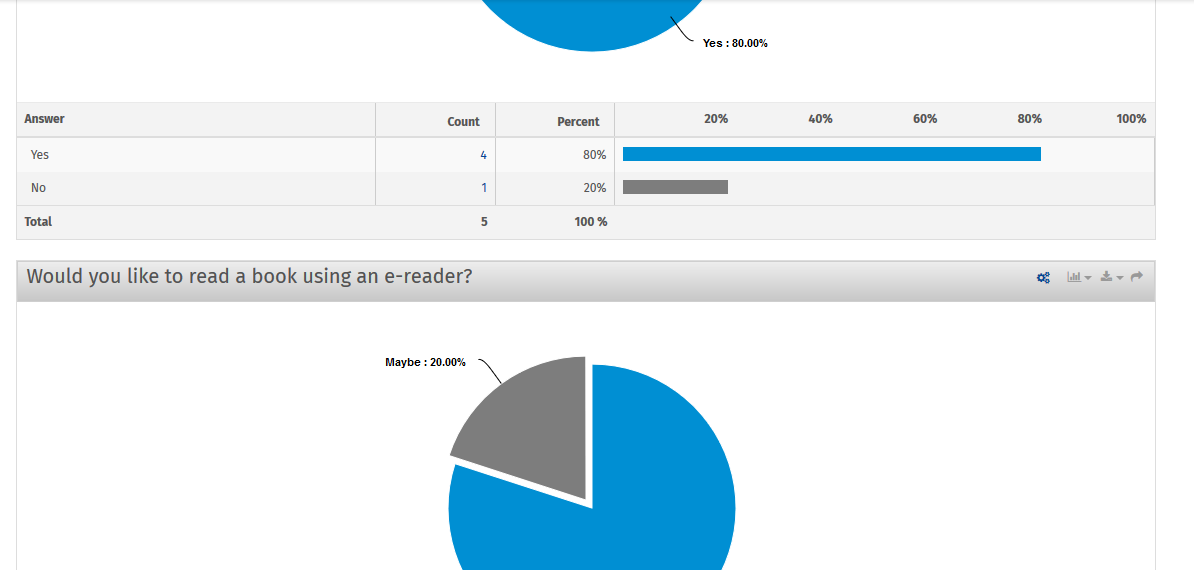 Yes : 80.00%
Answer Count Percent 20% 40% 60% 80% 100%
Yes 4 80%
No 1 20%
Total 5 100 %
Would you like to read a book using an e-reader?
Maybe : 20.00%